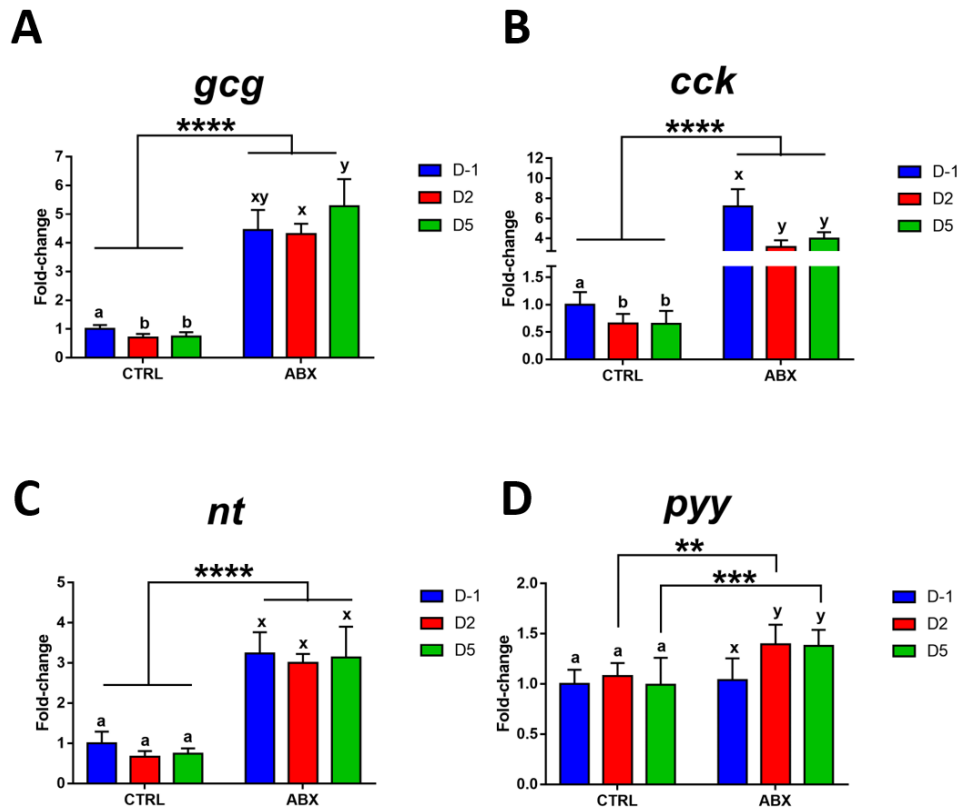 A
gcg
****
Fold-change
7
6
5
4
3
2
1
0
a
b
b
xy
x
y
CTRL
ABX
D-1
D2
D5
B
cck
****
Fold-change
12
10
8
6
4
1.5
1.0
0.5
0.0
a
b
b
x
y
y
CTRL
ABX
D-1
D2
D5
C
nt
****
Fold-change
5
4
3
2
1
0
a
a
a
x
x
x
CTRL
ABX
D-1
D2
D5
D
pyy
**
***
Fold-change
2.0
1.5
1.0
0.5
0.0
a
a
a
x
y
y
CTRL
ABX
D-1
D2
D5